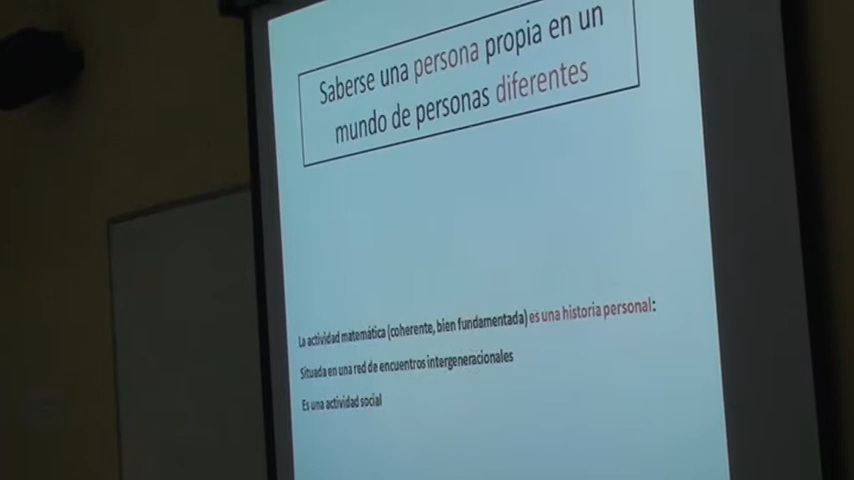 Saberse una persona propia en un
mundo de personas diferentes
La actividad matemática (coherente, bien fundamentada) es una historia personal:
Situada en una red de encuentros intergeneracionales
Es una actividad social